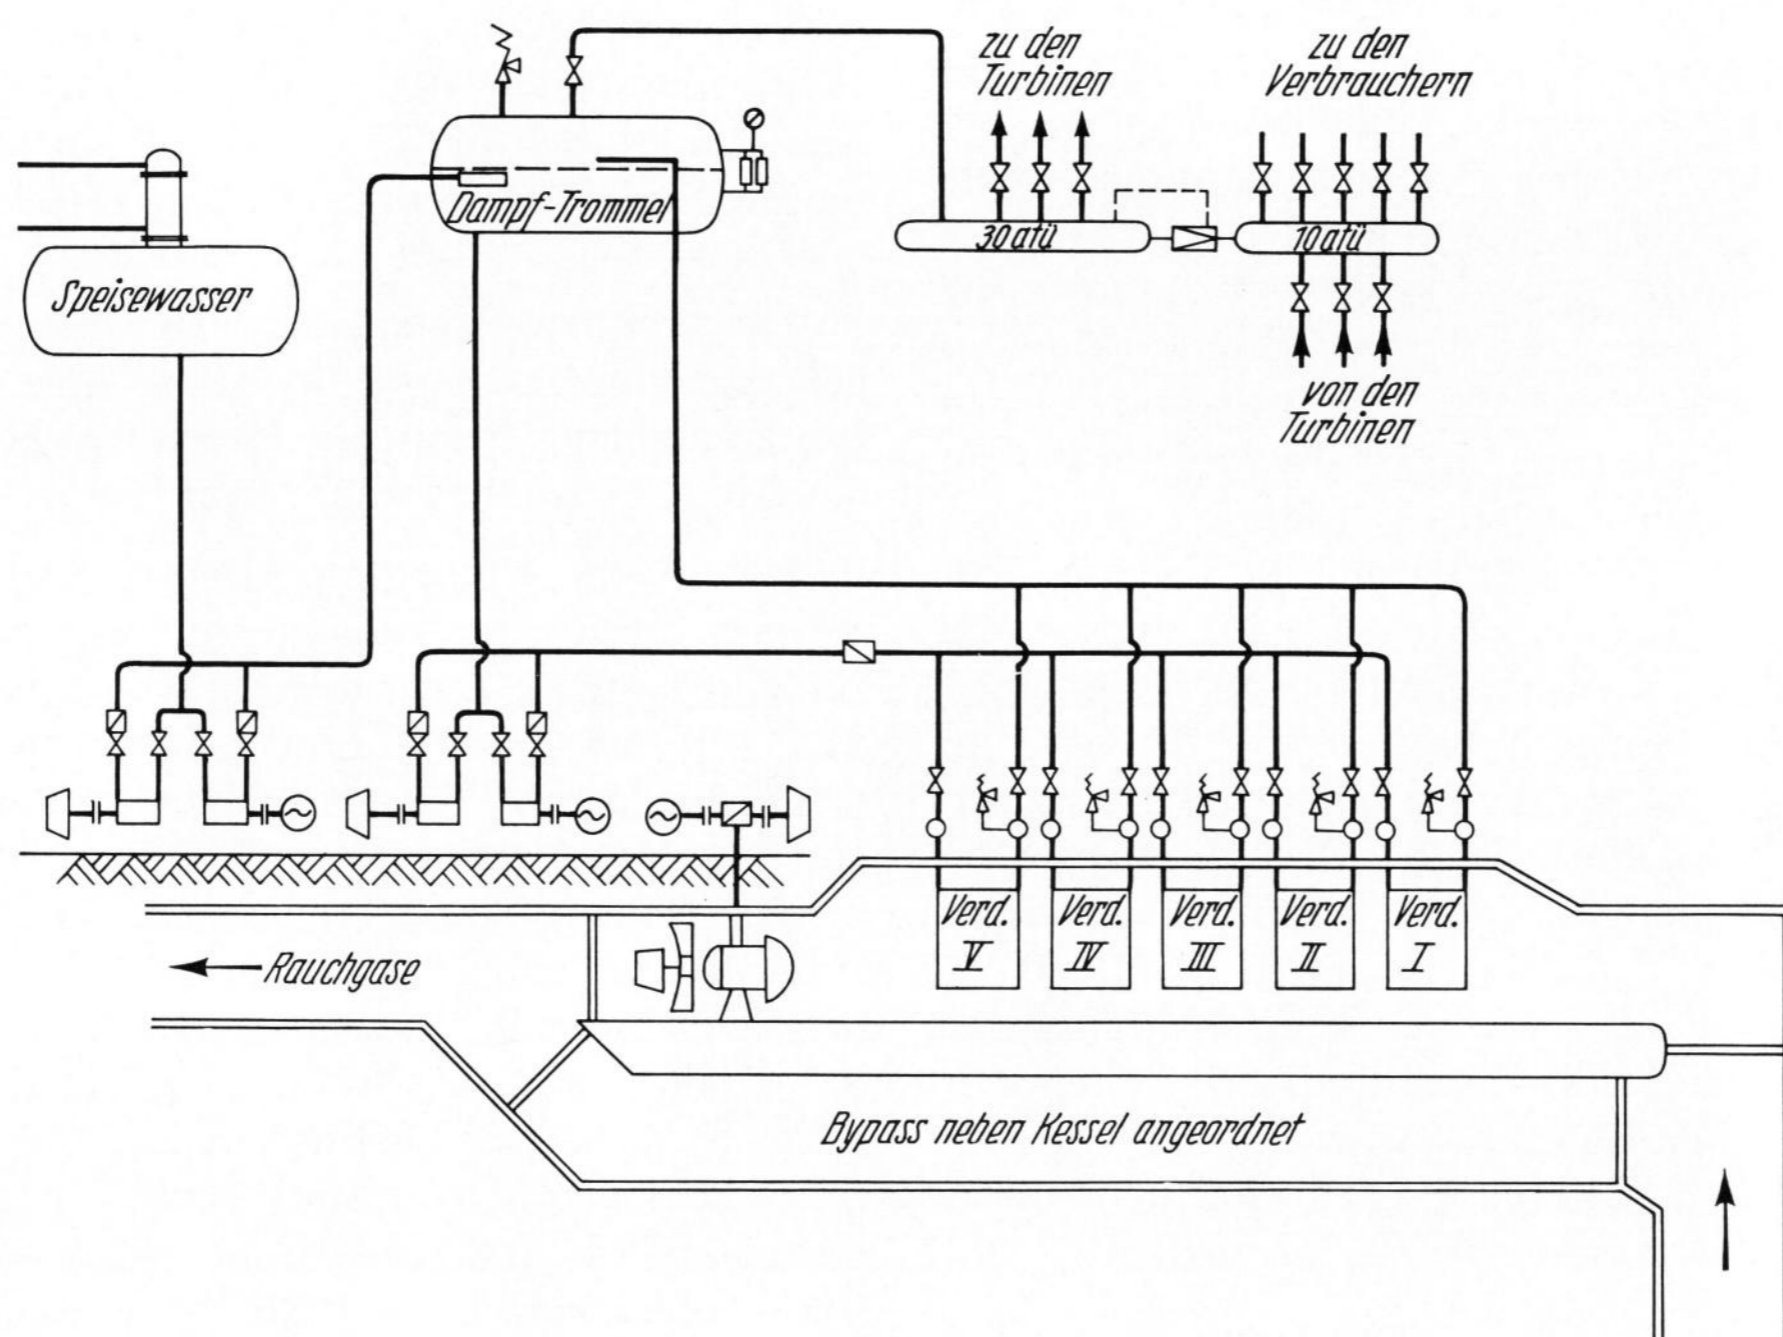 zu den
Turbinen
zu den
Verbrauchern
Dampf-Trommel
30 atü
10 atü
Speisewasser
von den
Turbinen
Verd.
V
Verd.
IV
Verd.
III
Verd.
II
Verd.
I
Rauchgase
Bypass neben Kessel angeordnet